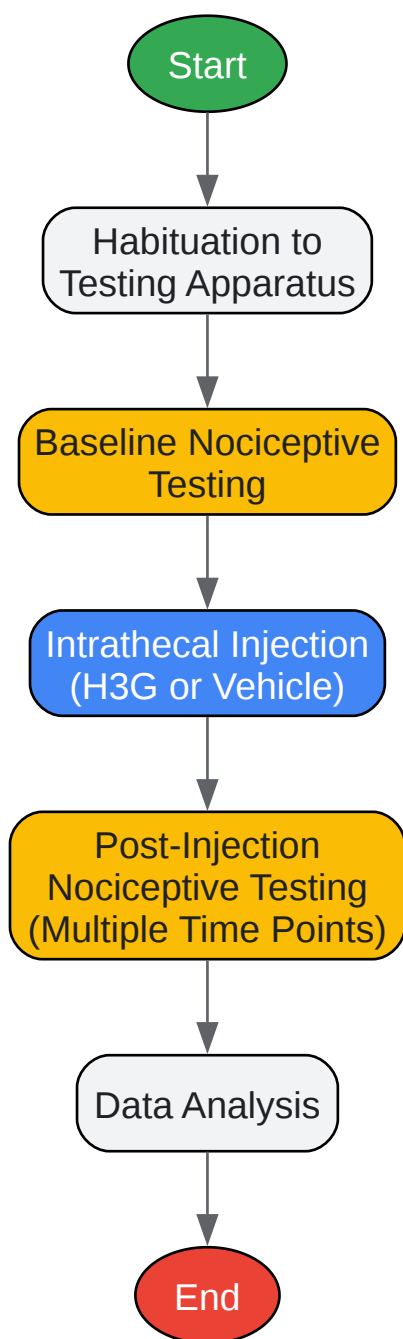 Start
Habituation to
Testing Apparatus
Baseline Nociceptive
Testing
Intrathecal Injection
(H3G or Vehicle)
Post-Injection
Nociceptive Testing
(Multiple Time Points)
Data Analysis
End